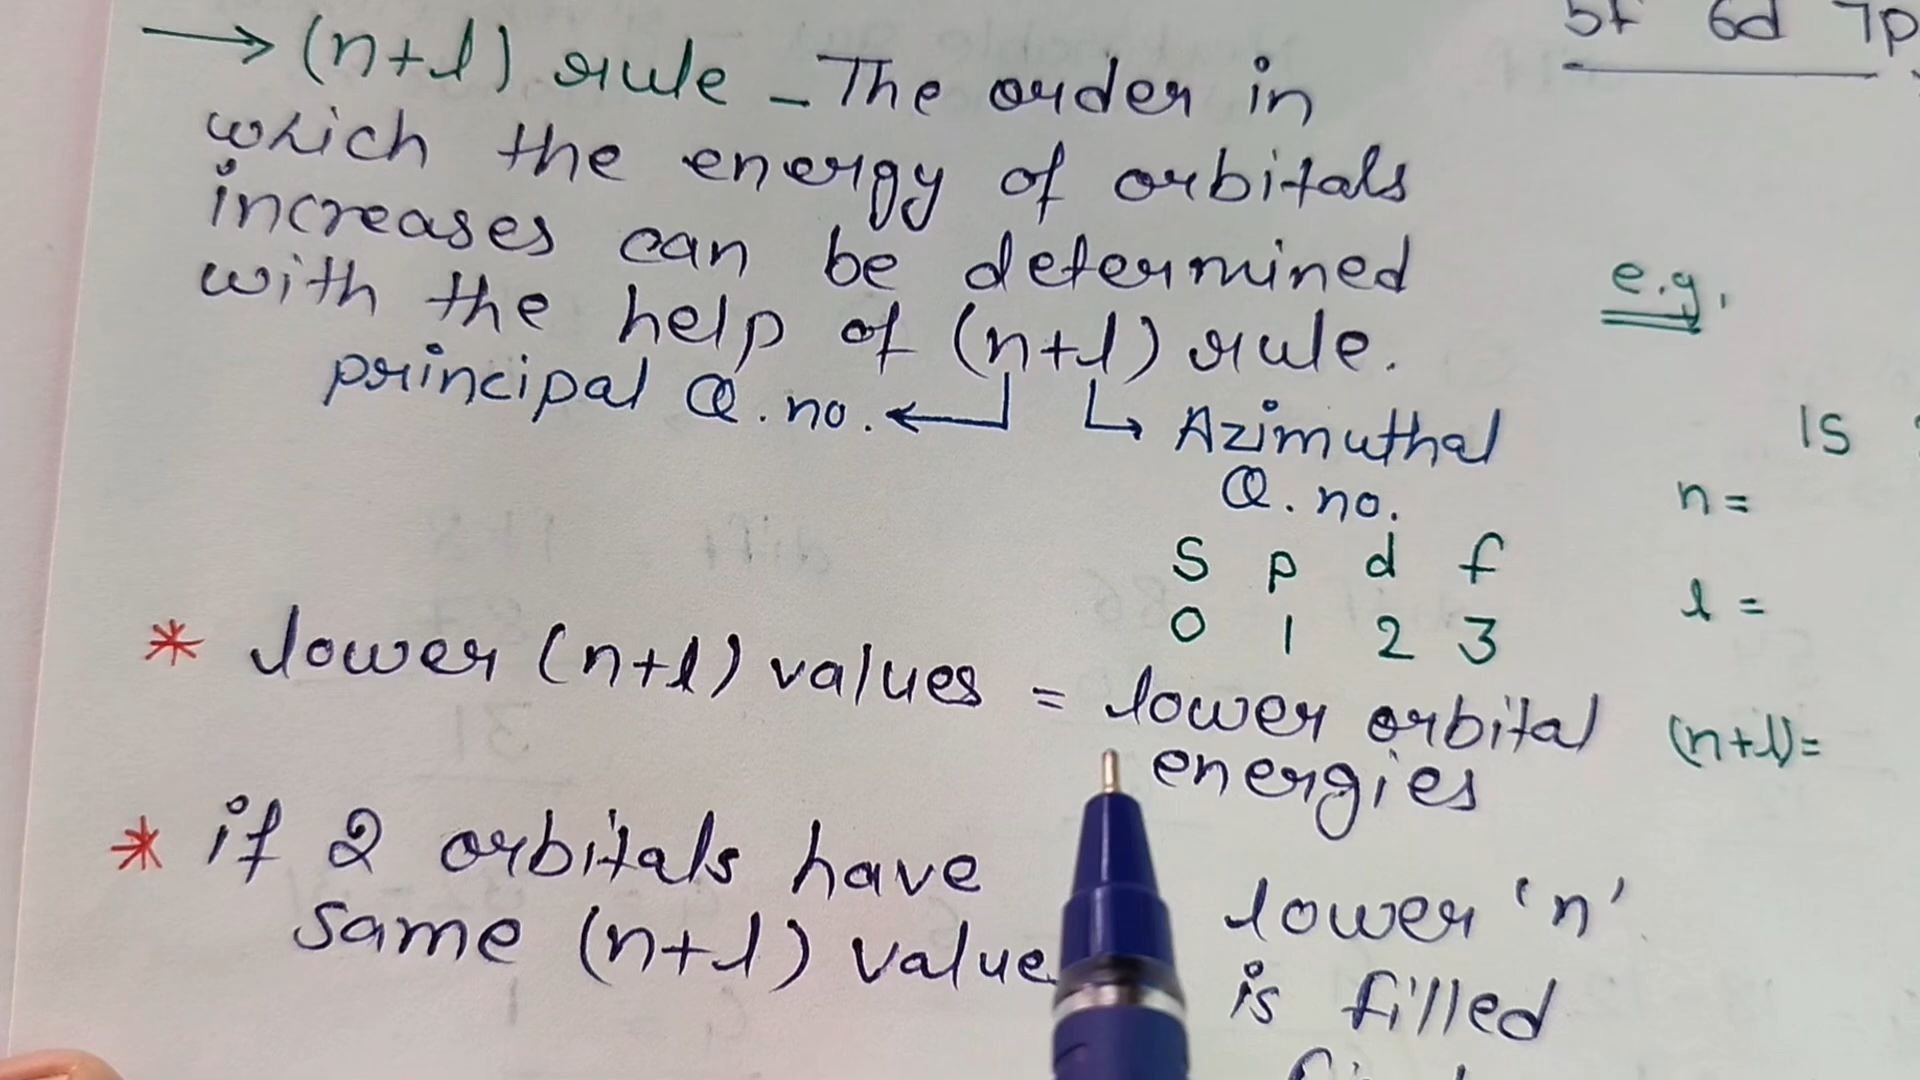 → (n+l) rule - The order in
which the energy of orbitals
increases can be determined
with the help of (n+l) rule.
principal Q. no. ← → Azimuthal
Q. no.
S p d f
0 1 2 3
* lower (n+l) values = lower orbital
energies
* if 2 orbitals have
same (n+l) value
lower 'n'
is filled
5f 6d 7p
e.g.
1S
n =
l =
(n+l) =